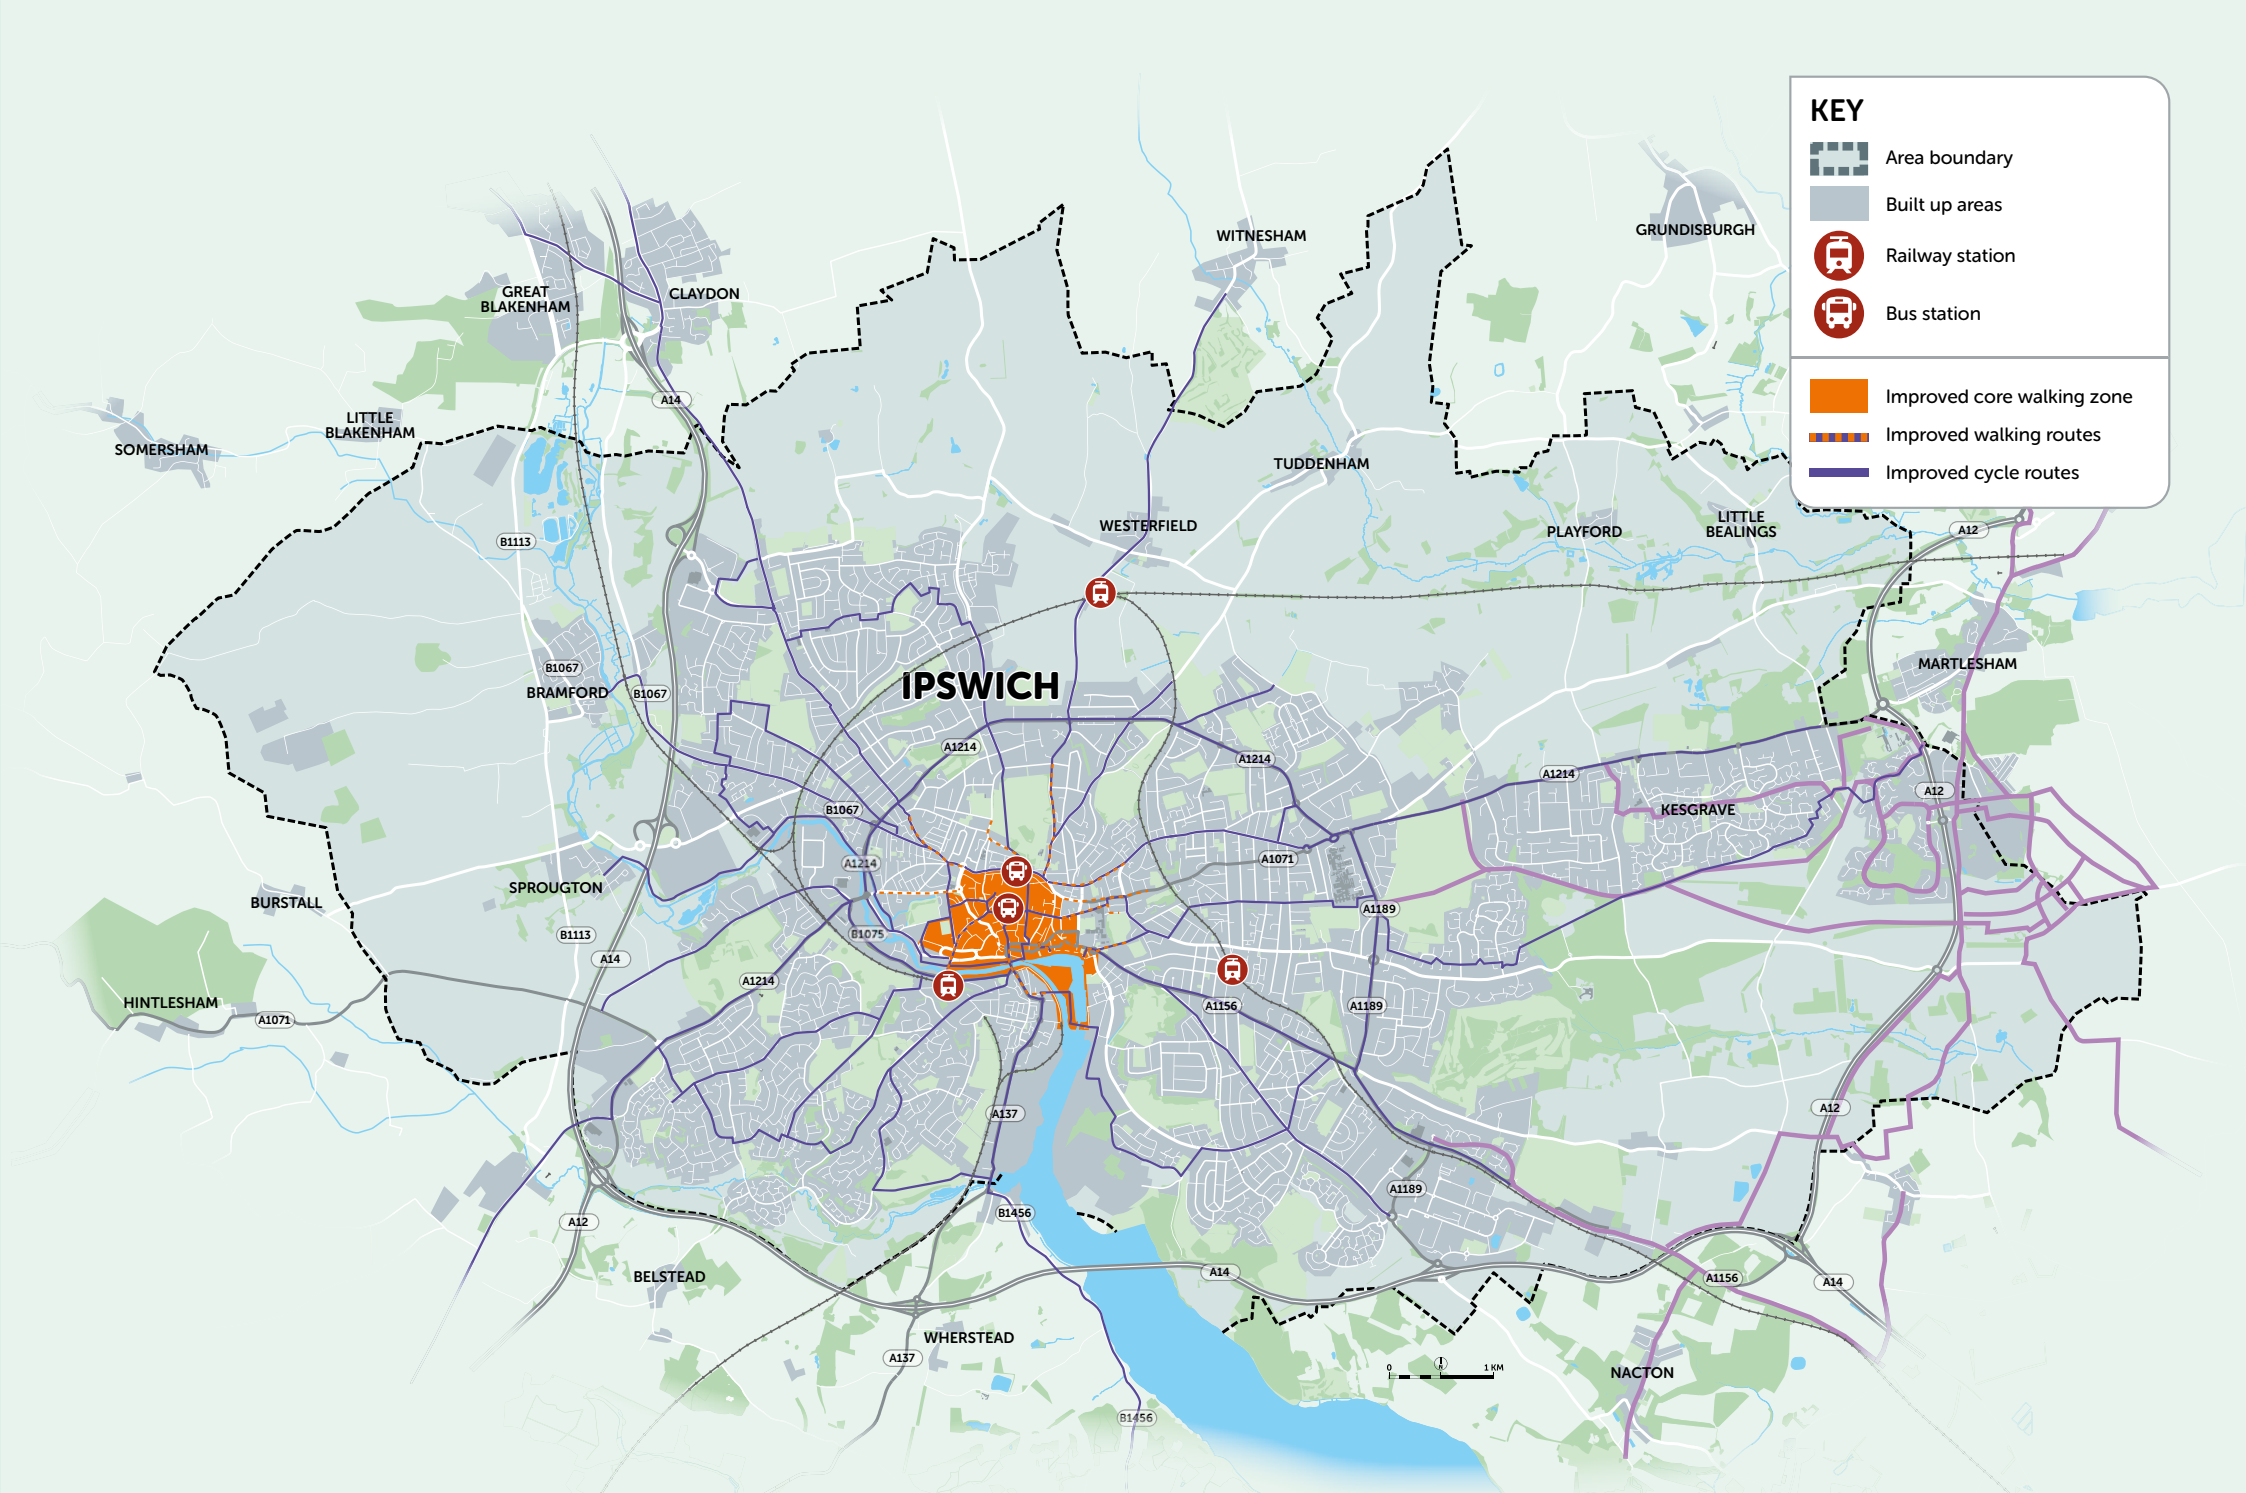 KEY
Area boundary
Built up areas
Railway station
Bus station
Improved core walking zone
Improved walking routes
Improved cycle routes
WITNESHAM
GRUNDISBURGH
GREAT
BLAKENHAM
CLAYDON
A14
LITTLE
BLAKENHAM
SOMERSHAM
TUDDENHAM
WESTERFIELD
PLAYFORD
LITTLE
BEALINGS
A12
B1113
B1067
BRAMFORD
B1067
IPSWICH
MARTLESHAM
A1214
A1214
A1214
A12
B1067
KESGRAVE
A1214
A1071
SPROUGTON
BURSTALL
A1189
B1075
B1113
A14
A1214
HINTLESHAM
A1071
A1156
A1189
A137
A12
A1189
B1456
A12
BELSTEAD
A14
A1156
A14
WHERSTEAD
A137
0
N
1 KM
NACTON
B1456